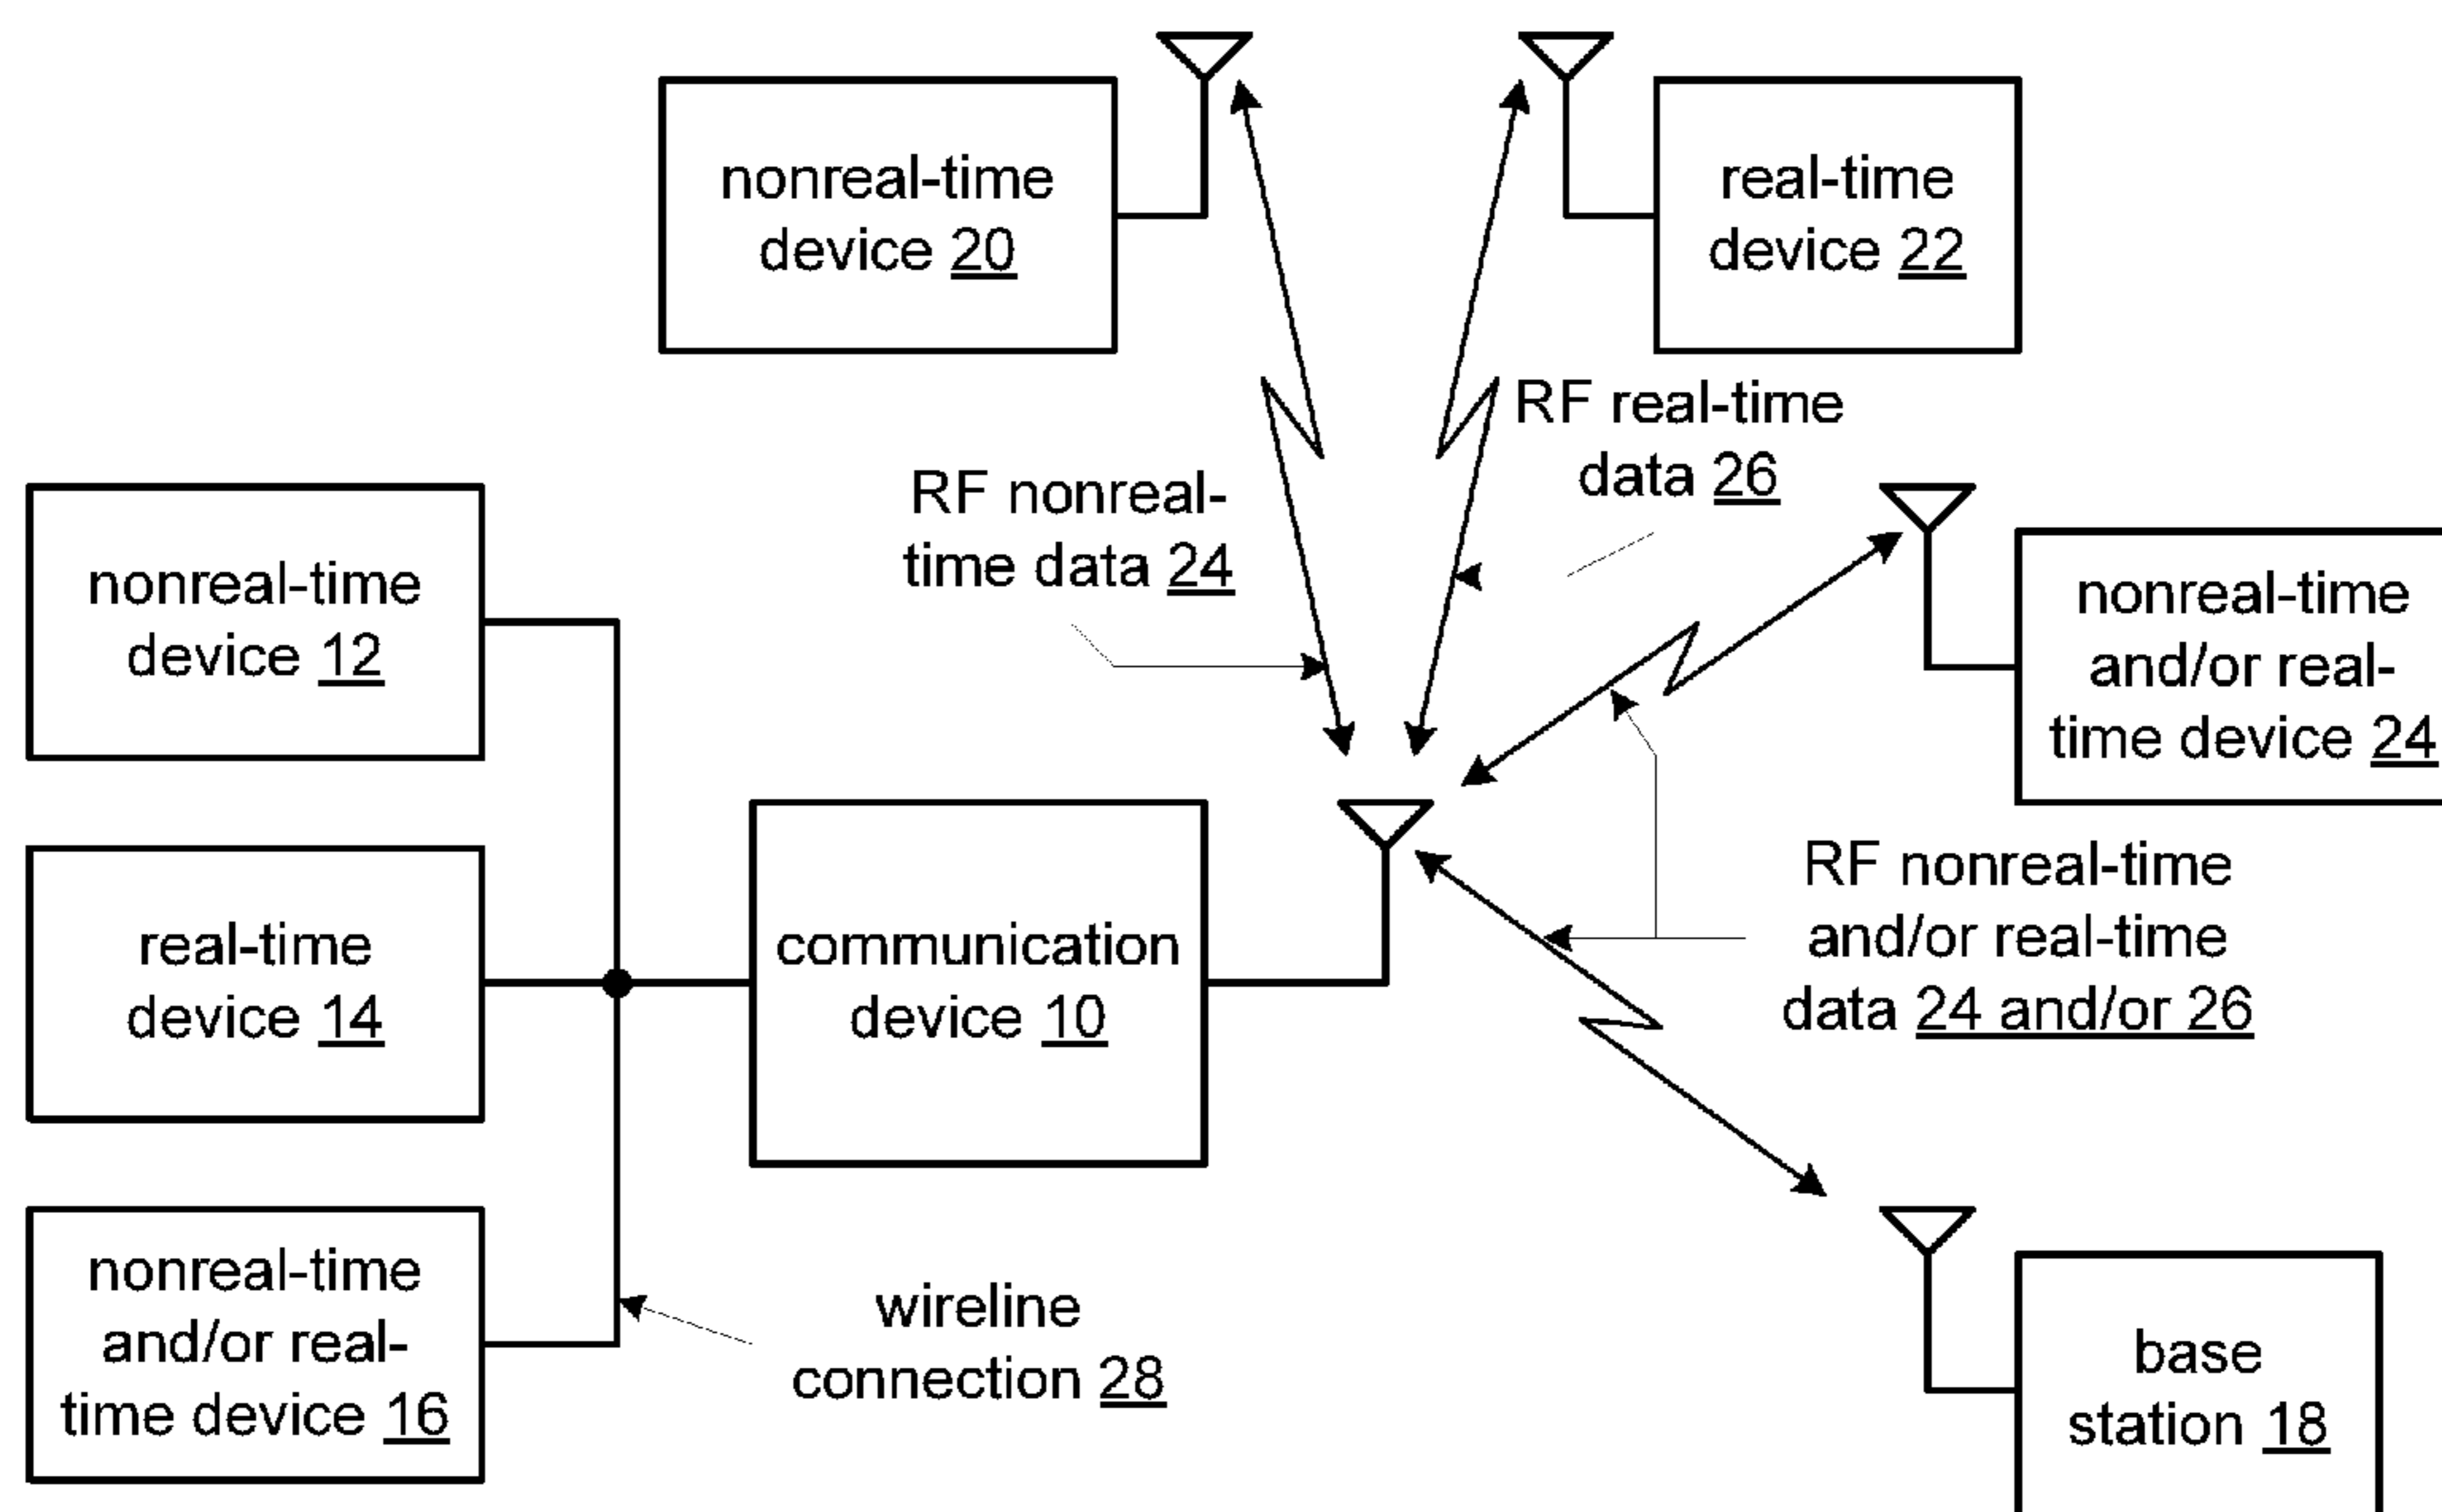 nonreal-time
device 20
real-time
device 22
RF real-time
data 26
RF nonreal-
time data 24
nonreal-time
device 12
nonreal-time
and/or real-
time device 24
real-time
device 14
communication
device 10
RF nonreal-time
and/or real-time
data 24 and/or 26
nonreal-time
and/or real-
time device 16
wireline
connection 28
base
station 18